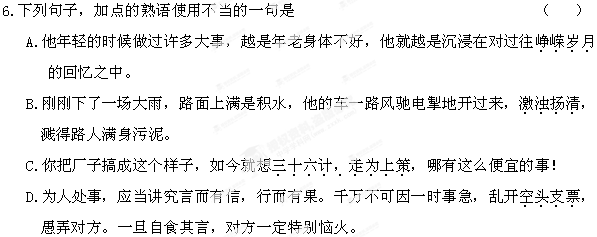 6.下列句子，加点的熟语使用不当的一句是（ ）
A.他年轻的时候做过许多大事，越是年老身体不好，他就越是沉浸在对过往峥嵘岁月
的回忆之中。
B.刚刚下了一场大雨，路面上满是积水，他的车一路风驰电掣地开过来，激浊扬清，
溅得路人满身污泥。
C.你把厂子搞成这个样子，如今就想三十六计，走为上策，哪有这么便宜的事！
D.为人处事，应当讲究言而有信，行而有果。千万不可因一时事急，乱开空头支票，
愚弄对方。一旦自食其言，对方一定特别恼火。